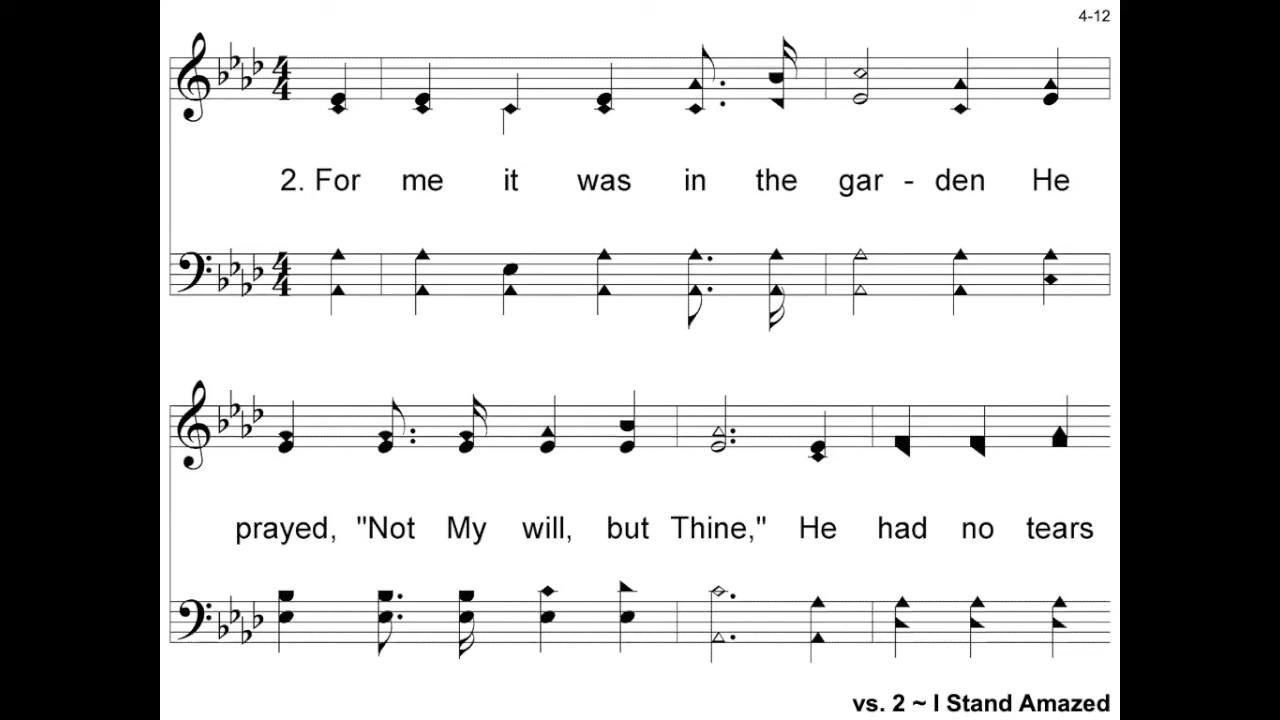 4-12
2. For me it was in the gar - den He
prayed, "Not My will, but Thine," He had no tears
vs. 2 ~ I Stand Amazed